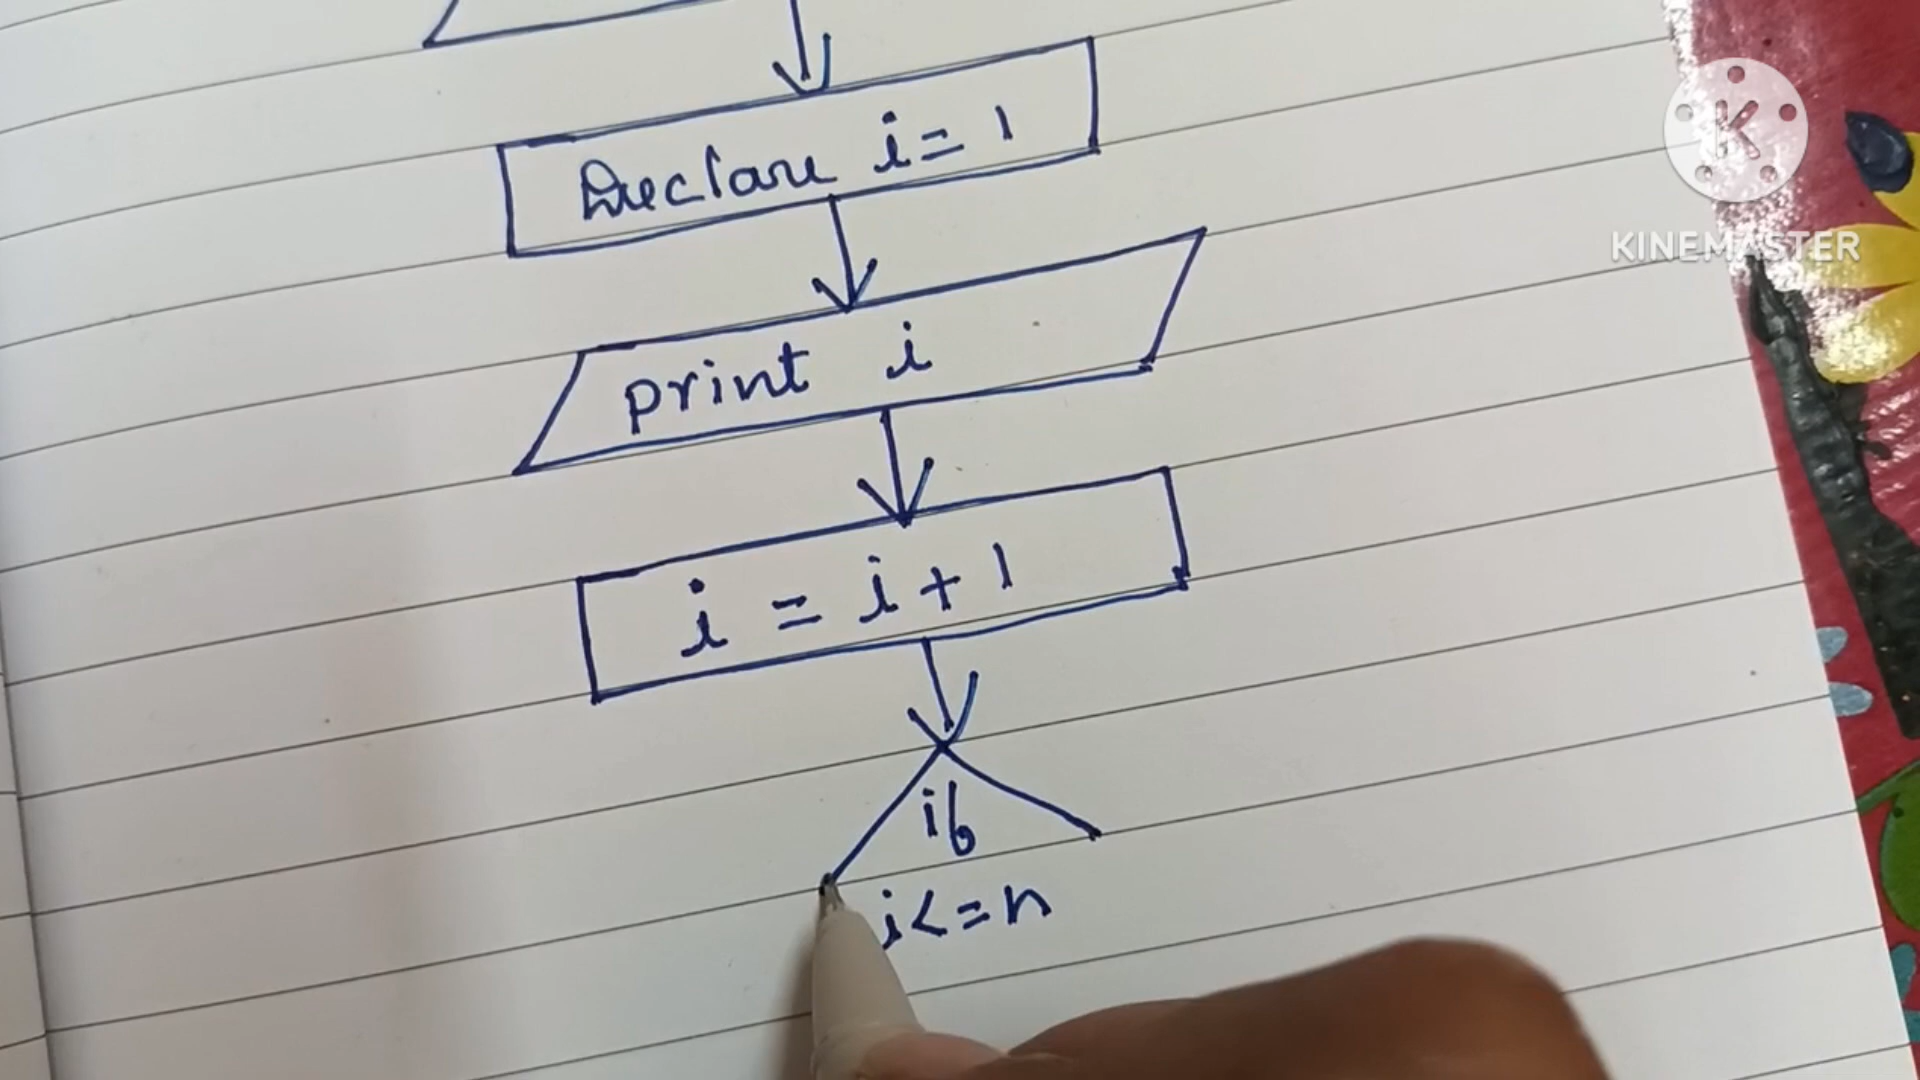 Declare i = 1
K
KINEMASTER
print i
i = i + 1
if
i<=n